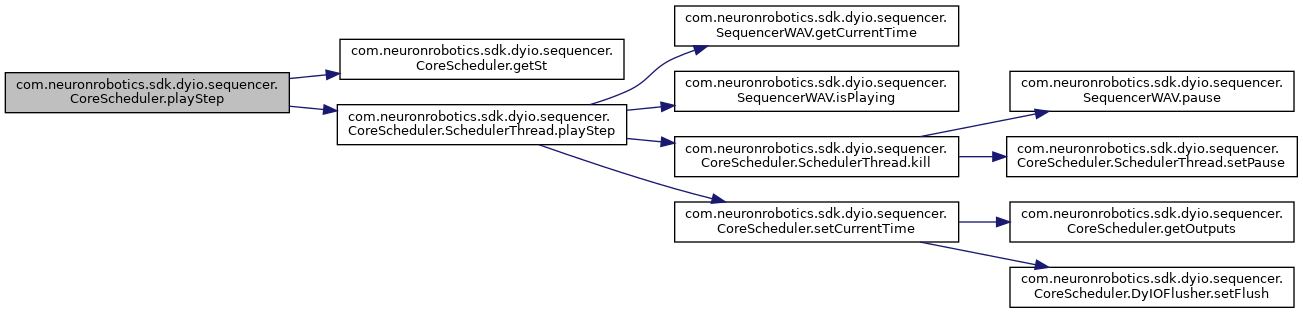 com.neuronrobotics.sdk.dyio.sequencer.
CoreScheduler.playStep
com.neuronrobotics.sdk.dyio.sequencer.
CoreScheduler.getSt
com.neuronrobotics.sdk.dyio.sequencer.
CoreScheduler.SchedulerThread.playStep
com.neuronrobotics.sdk.dyio.sequencer.
SequencerWAV.getCurrentTime
com.neuronrobotics.sdk.dyio.sequencer.
SequencerWAV.isPlaying
com.neuronrobotics.sdk.dyio.sequencer.
CoreScheduler.SchedulerThread.kill
com.neuronrobotics.sdk.dyio.sequencer.
CoreScheduler.setCurrentTime
com.neuronrobotics.sdk.dyio.sequencer.
SequencerWAV.pause
com.neuronrobotics.sdk.dyio.sequencer.
CoreScheduler.SchedulerThread.setPause
com.neuronrobotics.sdk.dyio.sequencer.
CoreScheduler.getOutputs
com.neuronrobotics.sdk.dyio.sequencer.
CoreScheduler.DyIOFlusher.setFlush